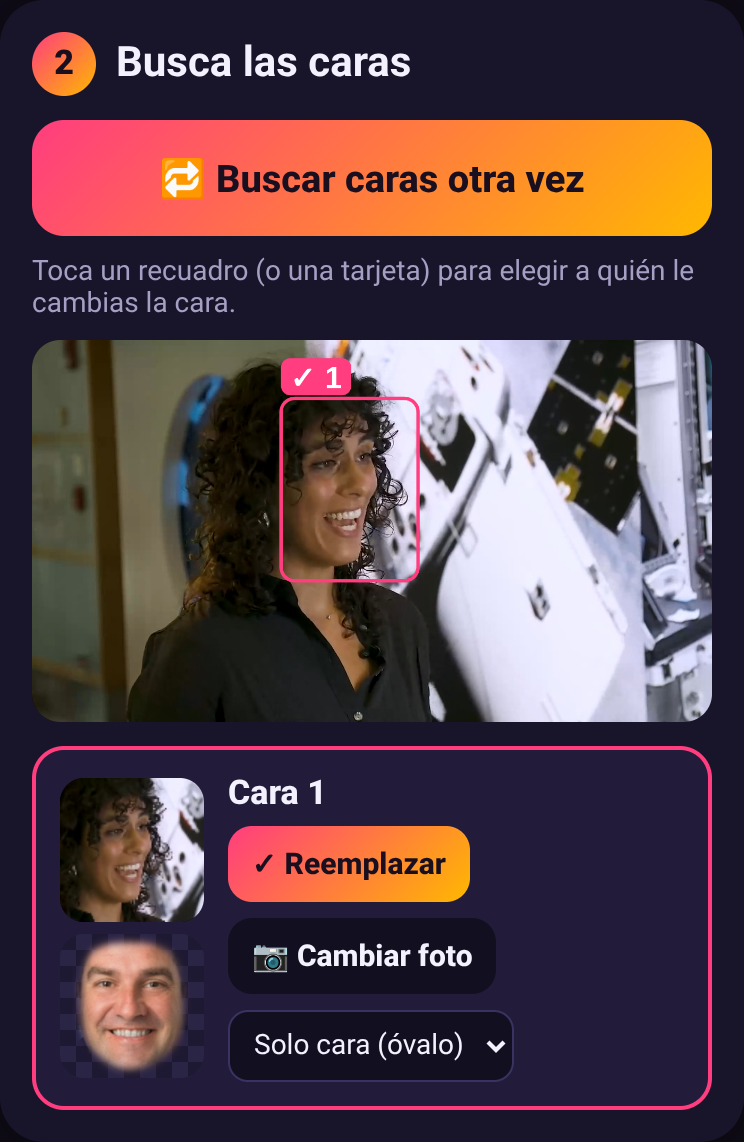 2 Busca las caras
🔁 Buscar caras otra vez
Toca un recuadro (o una tarjeta) para elegir a quién le
cambias la cara.
✓ 1
Cara 1
✓ Reemplazar
📷 Cambiar foto
Solo cara (óvalo)